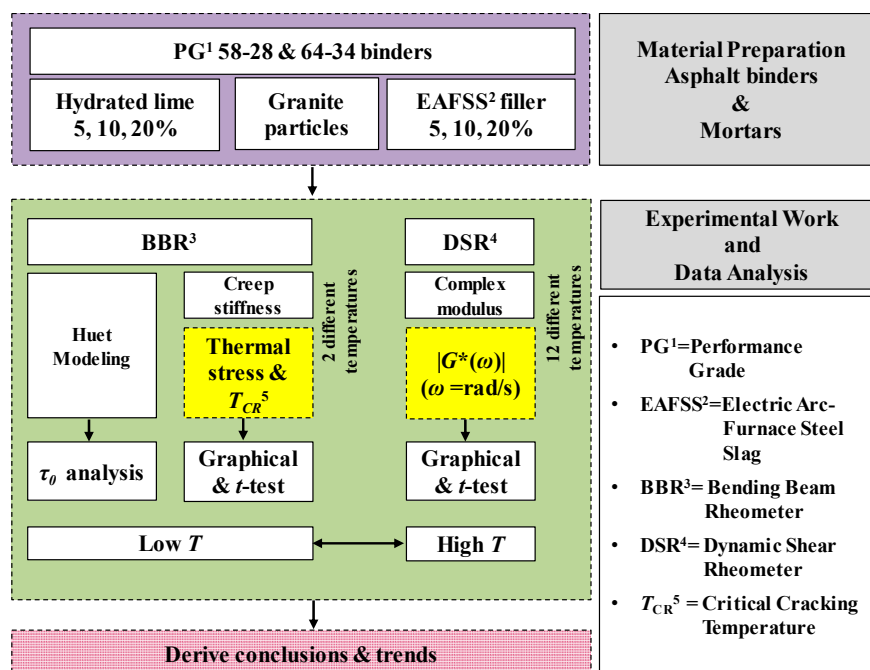 PG¹ 58-28 & 64-34 binders
Hydrated lime
5, 10, 20%
Granite
particles
EAFSS² filler
5, 10, 20%
Material Preparation
Asphalt binders
&
Mortars
BBR³
DSR⁴
Huet
Modeling
Creep
stiffness
Thermal
stress &
T_CR⁵
2 different
temperatures
Complex
modulus
|G*(ω)|
(ω =rad/s)
12 different
temperatures
τ₀ analysis
Graphical
& t-test
Graphical
& t-test
Low T
High T
Experimental Work
and
Data Analysis
• PG¹=Performance
Grade
• EAFSS²=Electric Arc-
Furnace Steel
Slag
• BBR³= Bending Beam
Rheometer
• DSR⁴= Dynamic Shear
Rheometer
• T_CR⁵ = Critical Cracking
Temperature
Derive conclusions & trends